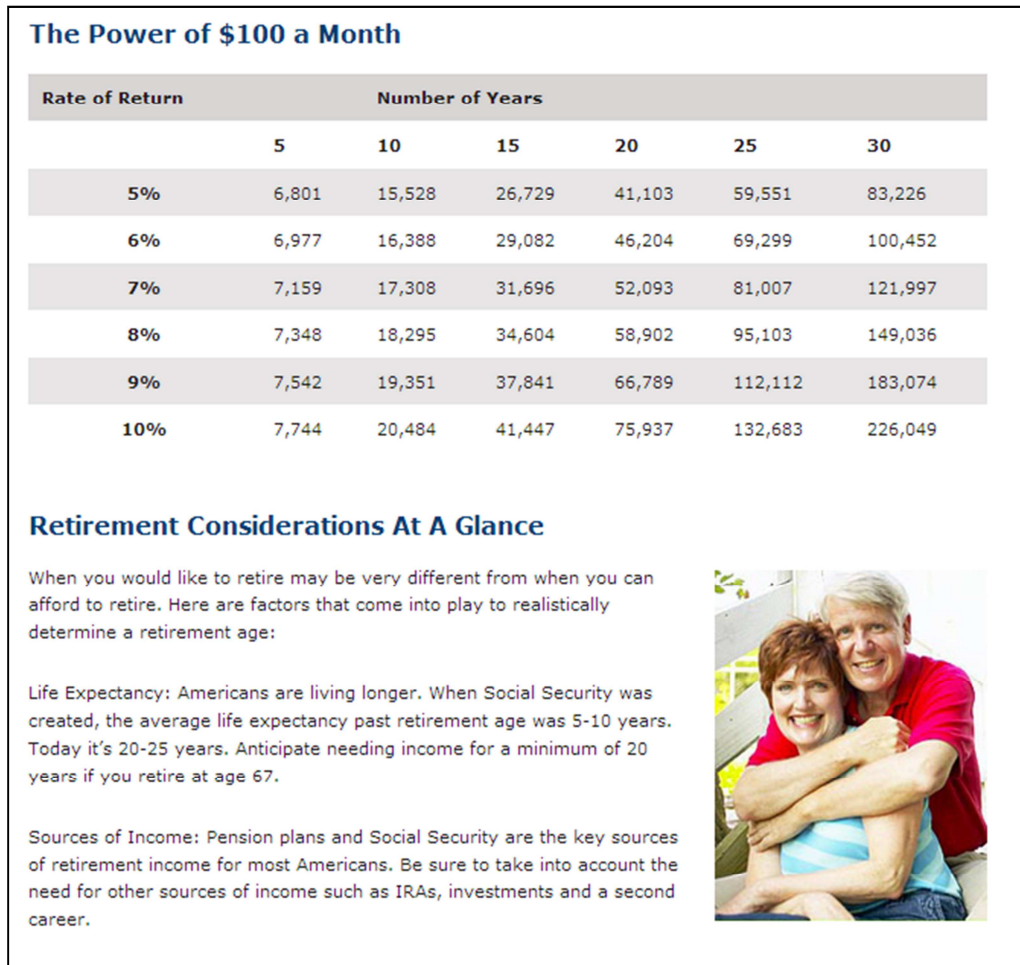 The Power of $100 a Month
Rate of Return Number of Years
5 10 15 20 25 30
5% 6,801 15,528 26,729 41,103 59,551 83,226
6% 6,977 16,388 29,082 46,204 69,299 100,452
7% 7,159 17,308 31,696 52,093 81,007 121,997
8% 7,348 18,295 34,604 58,902 95,103 149,036
9% 7,542 19,351 37,841 66,789 112,112 183,074
10% 7,744 20,484 41,447 75,937 132,683 226,049
Retirement Considerations At A Glance
When you would like to retire may be very different from when you can
afford to retire. Here are factors that come into play to realistically
determine a retirement age:
Life Expectancy: Americans are living longer. When Social Security was
created, the average life expectancy past retirement age was 5-10 years.
Today it’s 20-25 years. Anticipate needing income for a minimum of 20
years if you retire at age 67.
Sources of Income: Pension plans and Social Security are the key sources
of retirement income for most Americans. Be sure to take into account the
need for other sources of income such as IRAs, investments and a second
career.